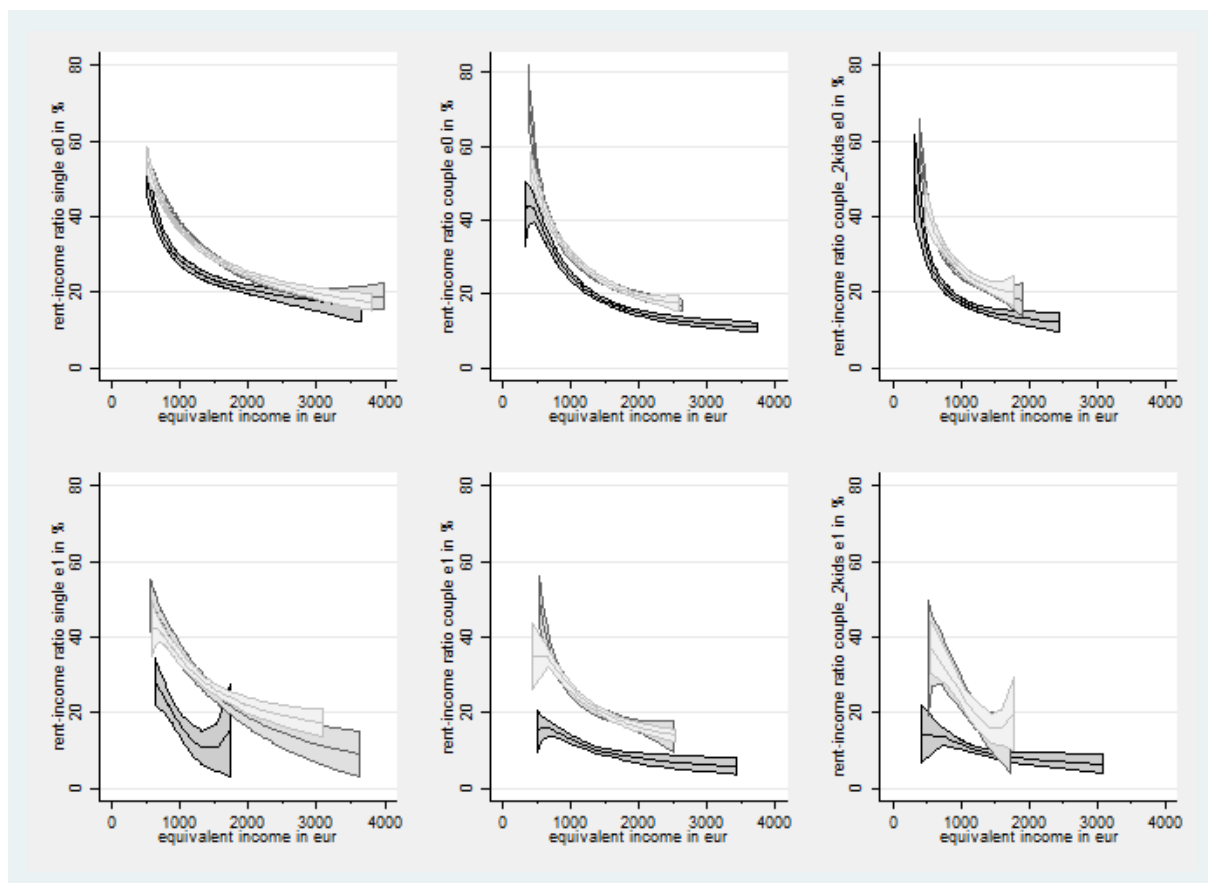 rent-income ratio single e0 in %
80
60
40
20
0
0 1000 2000 3000 4000
equivalent income in eur
rent-income ratio couple e0 in %
80
60
40
20
0
0 1000 2000 3000 4000
equivalent income in eur
rent-income ratio couple_2kids e0 in %
80
60
40
20
0
0 1000 2000 3000 4000
equivalent income in eur
rent-income ratio single e1 in %
80
60
40
20
0
0 1000 2000 3000 4000
equivalent income in eur
rent-income ratio couple e1 in %
80
60
40
20
0
0 1000 2000 3000 4000
equivalent income in eur
rent-income ratio couple_2kids e1 in %
80
60
40
20
0
0 1000 2000 3000 4000
equivalent income in eur